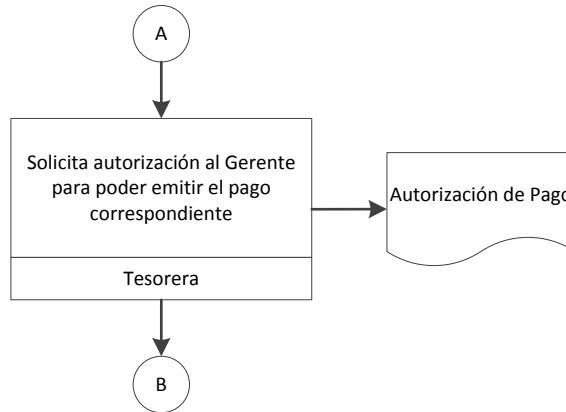 A
Solicita autorización al Gerente
para poder emitir el pago
correspondiente
Autorización de Pago
Tesorera
B